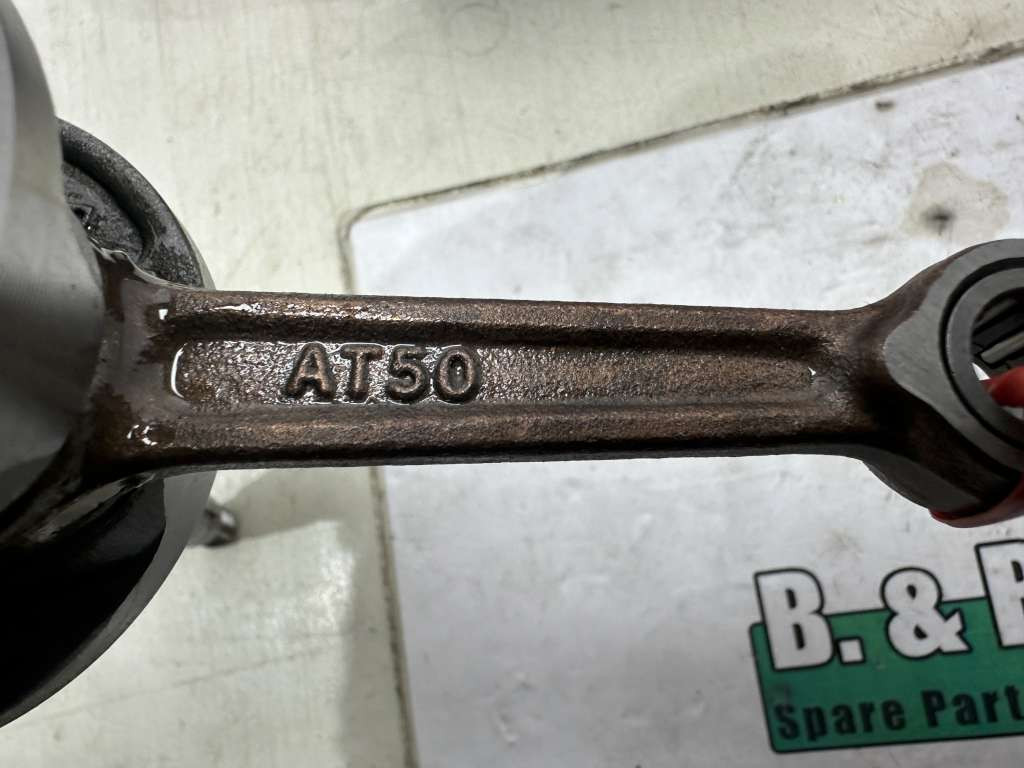 AT50
B. & B
Spare Part